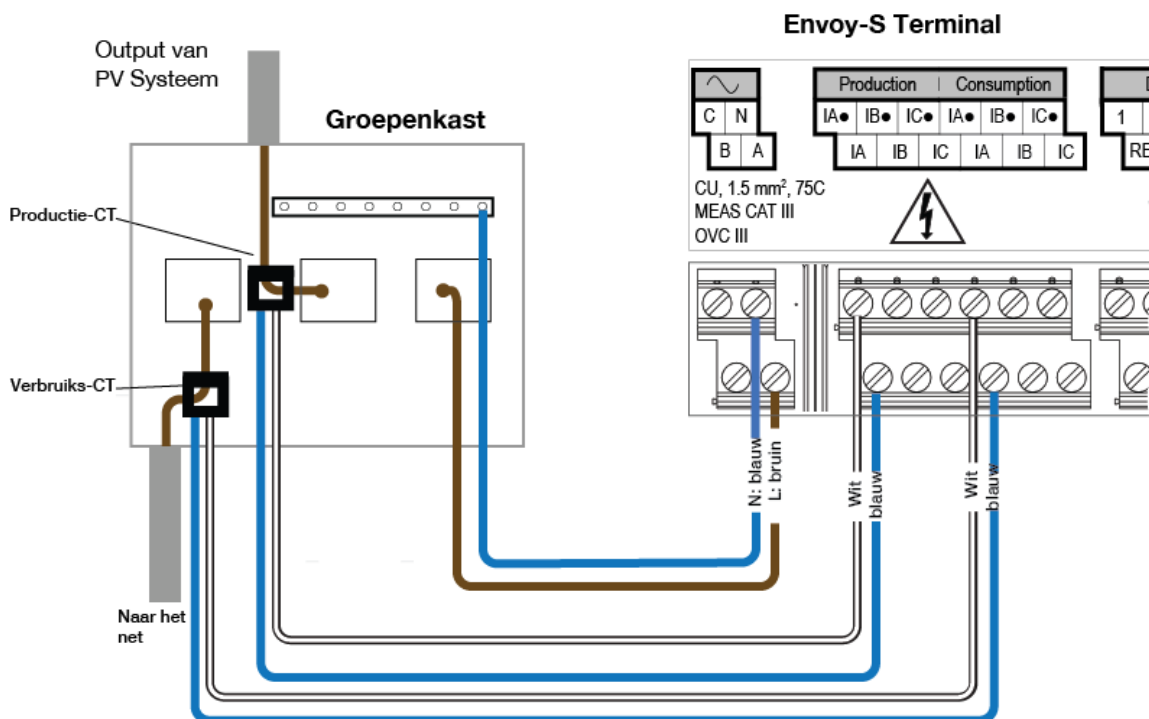 Envoy-S Terminal
Output van
PV Systeem
Groepenkast
Productie-CT
Verbruiks-CT
Naar het
net
Production | Consumption
C N
B A
IA● IB● IC● IA● IB● IC●
IA IB IC IA IB IC
D
1
RE
CU, 1.5 mm², 75C
MEAS CAT III
OVC III
N: blauw
L: bruin
Wit
blauw
Wit
blauw